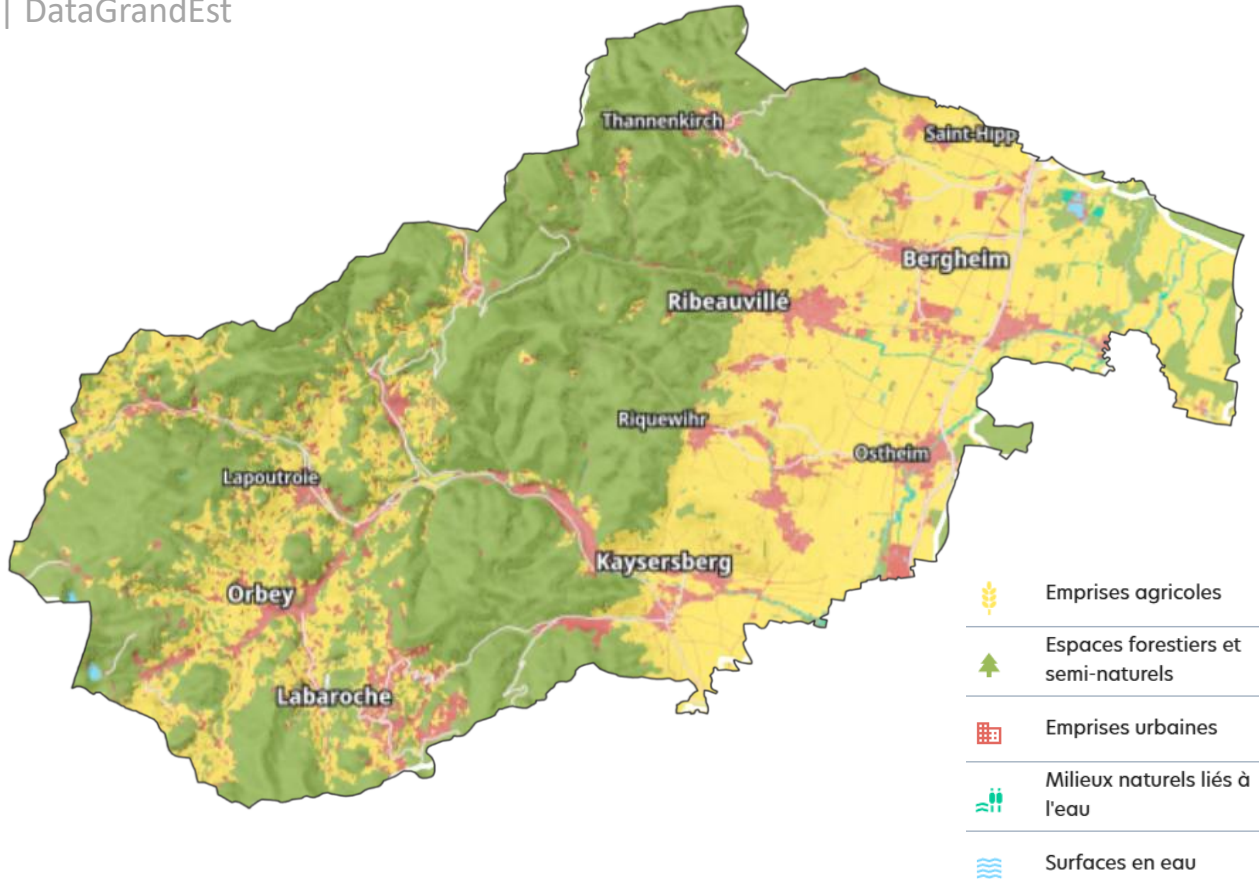 | DataGrandEst
Thannenkirch
Saint-Hipp
Bergheim
Ribeauvillé
Riquewihr
Ostheim
Lapoutroie
Kaysersberg
Orbey
Labaroche
Emprises agricoles
Espaces forestiers et
semi-naturels
Emprises urbaines
Milieux naturels liés à
l'eau
Surfaces en eau